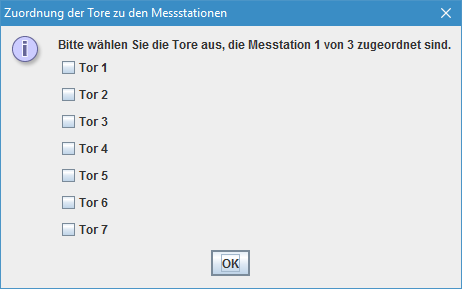 Zuordnung der Tore zu den Messstationen
Bitte wählen Sie die Tore aus, die Messtation 1 von 3 zugeordnet sind.
Tor 1
Tor 2
Tor 3
Tor 4
Tor 5
Tor 6
Tor 7
OK